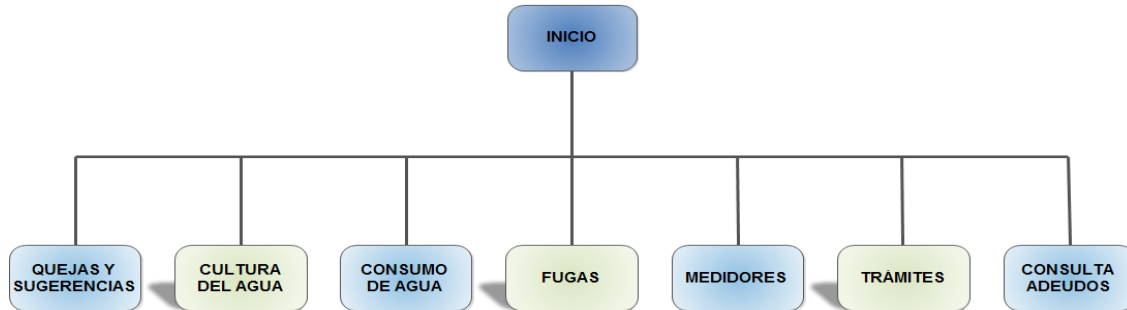 INICIO
QUEJAS Y
SUGERENCIAS
CULTURA
DEL AGUA
CONSUMO
DE AGUA
FUGAS
MEDIDORES
TRÁMITES
CONSULTA
ADEUDOS